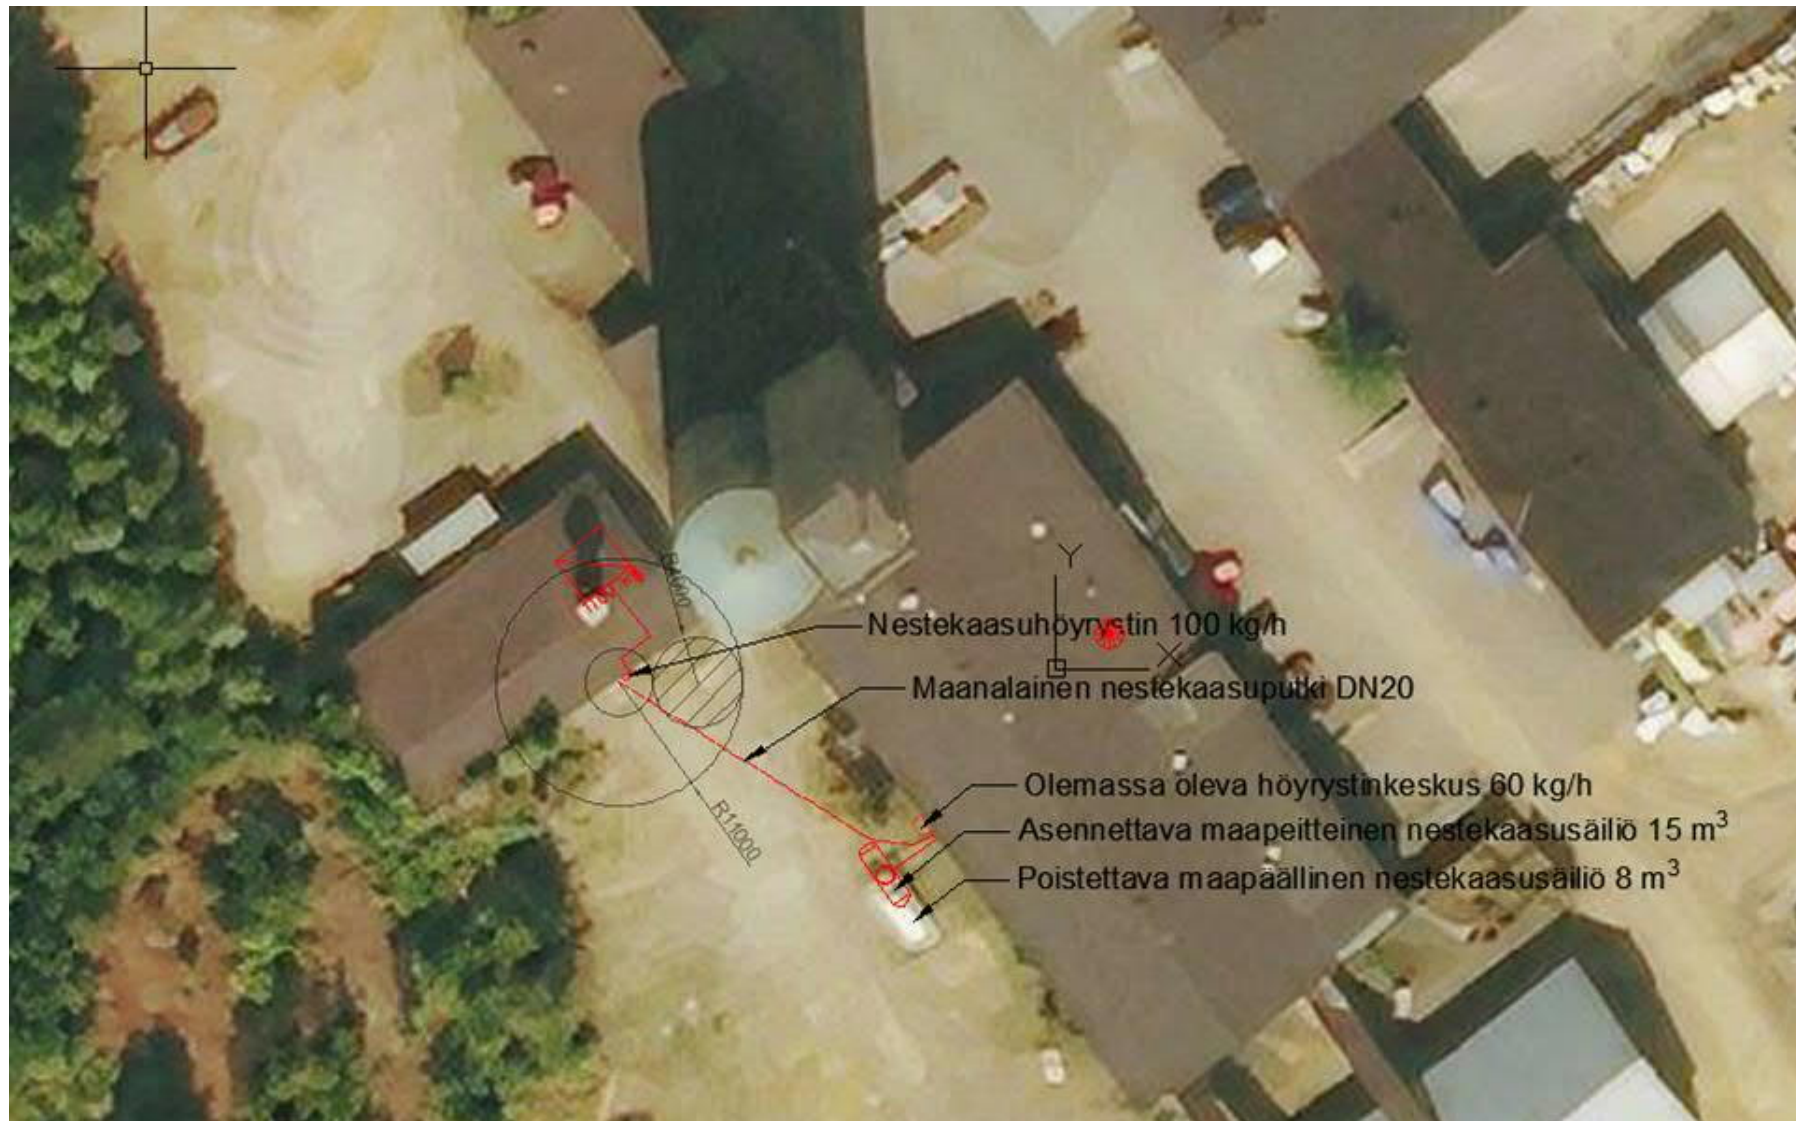 Y
Nestekaasuhöyrystin 100 kg/h
X
Maanalainen nestekaasuputki DN20
Olemassa oleva höyrystinkeskus 60 kg/h
R11000
Asennettava maapeitteinen nestekaasusäiliö 15 m³
Poistettava maapäällinen nestekaasusäiliö 8 m³